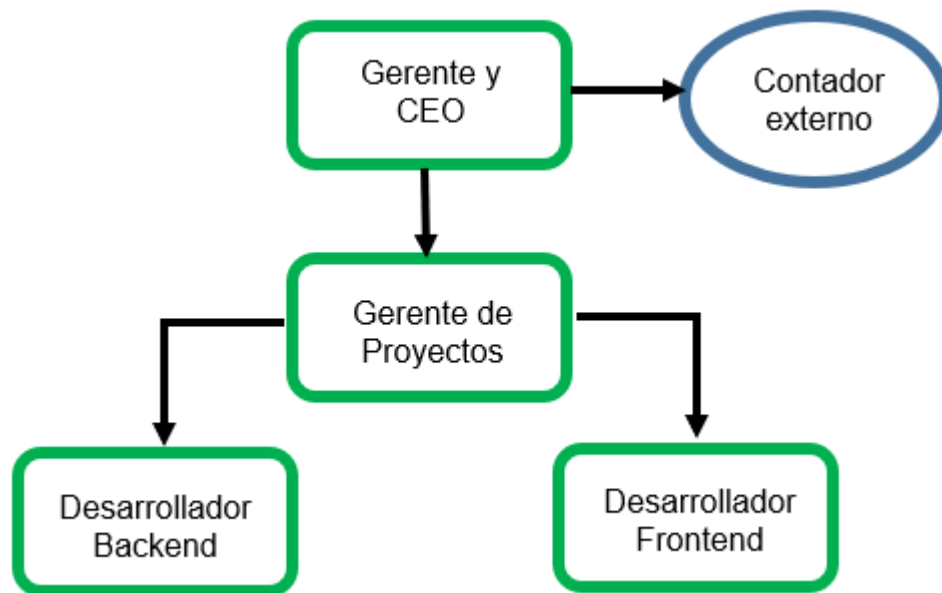 Gerente y
CEO
Contador
externo
Gerente de
Proyectos
Desarrollador
Backend
Desarrollador
Frontend